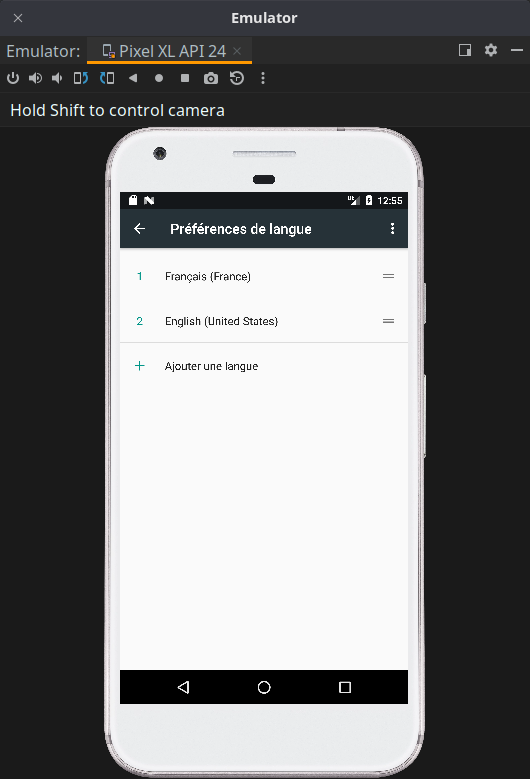 Emulator
Emulator: Pixel XL API 24
Hold Shift to control camera
12:55
Préférences de langue
1 Français (France)
2 English (United States)
Ajouter une langue